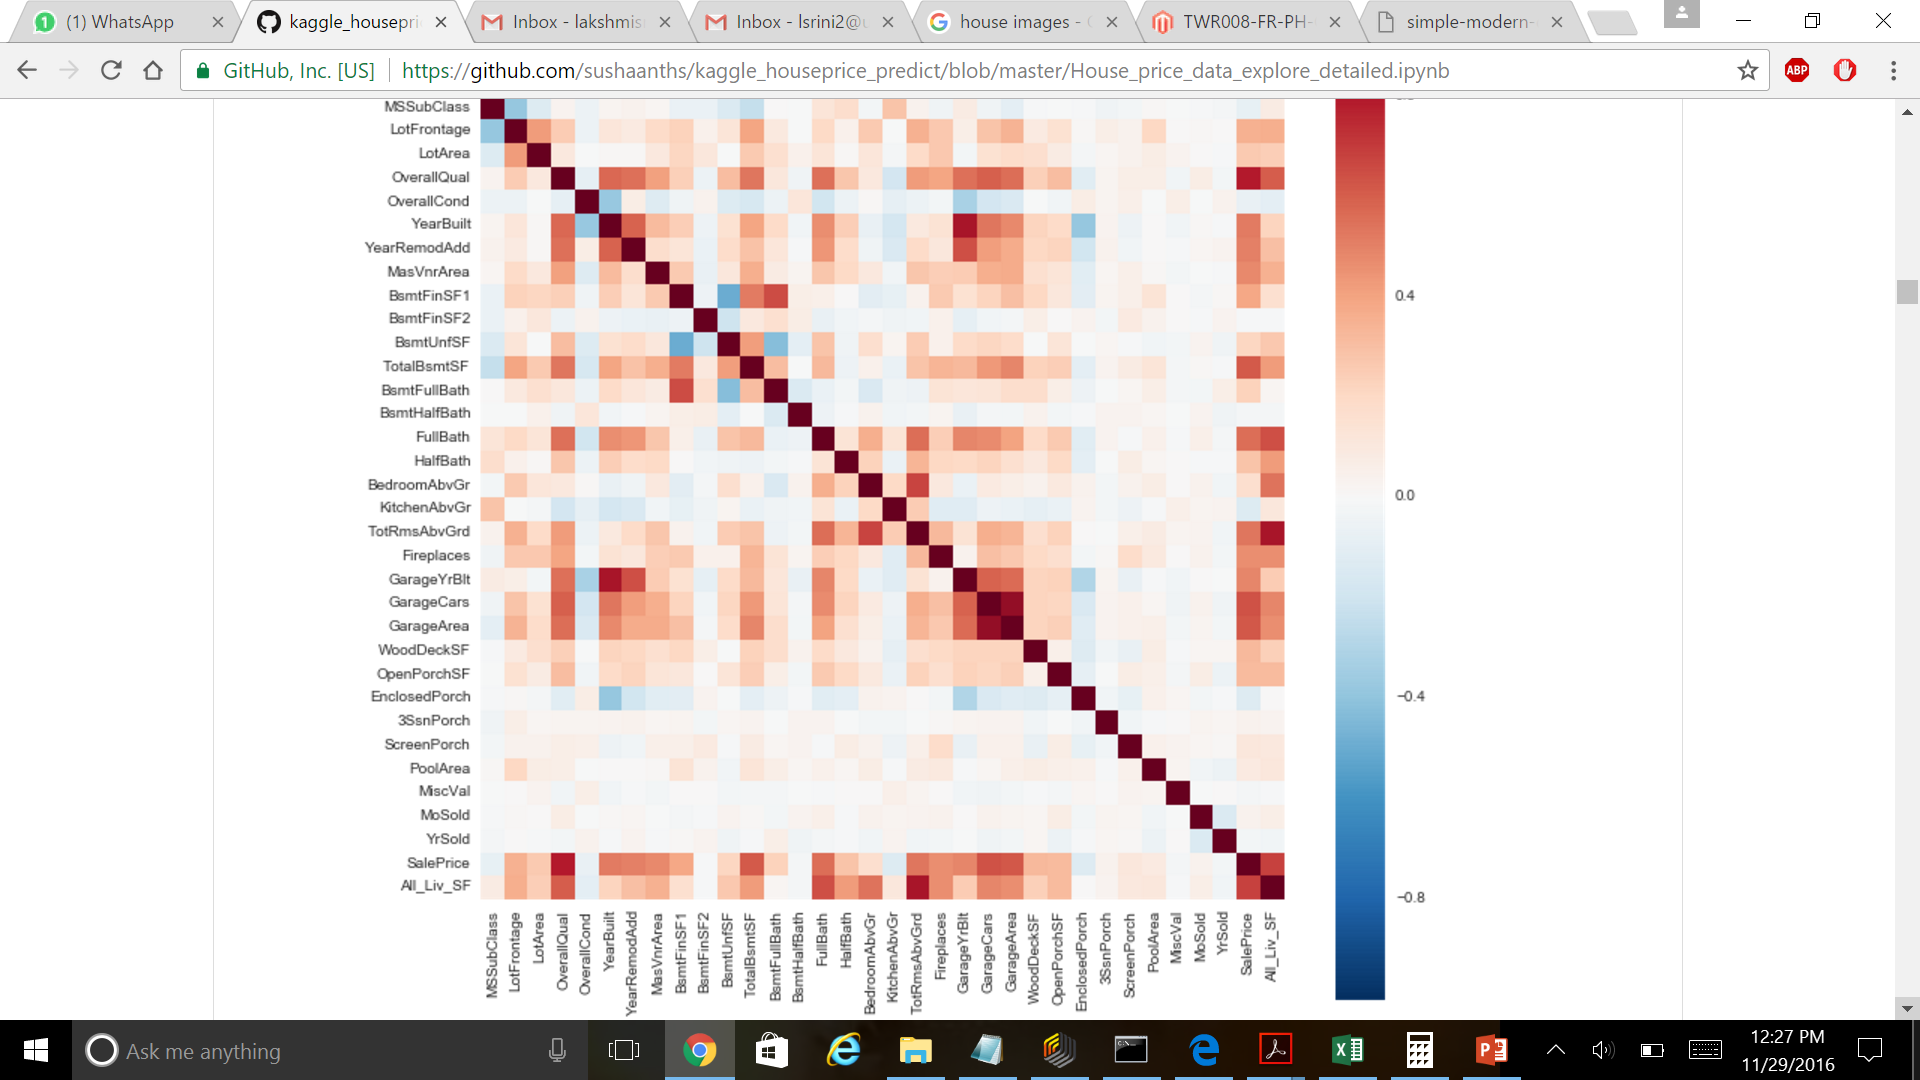 (1) WhatsApp
kaggle_housepri
Inbox - lakshmis
Inbox - lsrini2@u
house images - 
TWR008-FR-PH-
simple-modern-
GitHub, Inc. [US]
https://github.com/sushaanths/kaggle_houseprice_predict/blob/master/House_price_data_explore_detailed.ipynb
ABP
MSSubClass
LotFrontage
LotArea
OverallQual
OverallCond
YearBuilt
YearRemodAdd
MasVnrArea
BsmtFinSF1
BsmtFinSF2
BsmtUnfSF
TotalBsmtSF
BsmtFullBath
BsmtHalfBath
FullBath
HalfBath
BedroomAbvGr
KitchenAbvGr
TotRmsAbvGrd
Fireplaces
GarageYrBlt
GarageCars
GarageArea
WoodDeckSF
OpenPorchSF
EnclosedPorch
3SsnPorch
ScreenPorch
PoolArea
MiscVal
MoSold
YrSold
SalePrice
All_Liv_SF
0.4
0.0
−0.4
−0.8
MSSubClass
LotFrontage
LotArea
OverallQual
OverallCond
YearBuilt
YearRemodAdd
MasVnrArea
BsmtFinSF1
BsmtFinSF2
BsmtUnfSF
TotalBsmtSF
BsmtFullBath
BsmtHalfBath
FullBath
HalfBath
BedroomAbvGr
KitchenAbvGr
TotRmsAbvGrd
Fireplaces
GarageYrBlt
GarageCars
GarageArea
WoodDeckSF
OpenPorchSF
EnclosedPorch
3SsnPorch
ScreenPorch
PoolArea
MiscVal
MoSold
YrSold
SalePrice
All_Liv_SF
Ask me anything
12:27 PM
11/29/2016